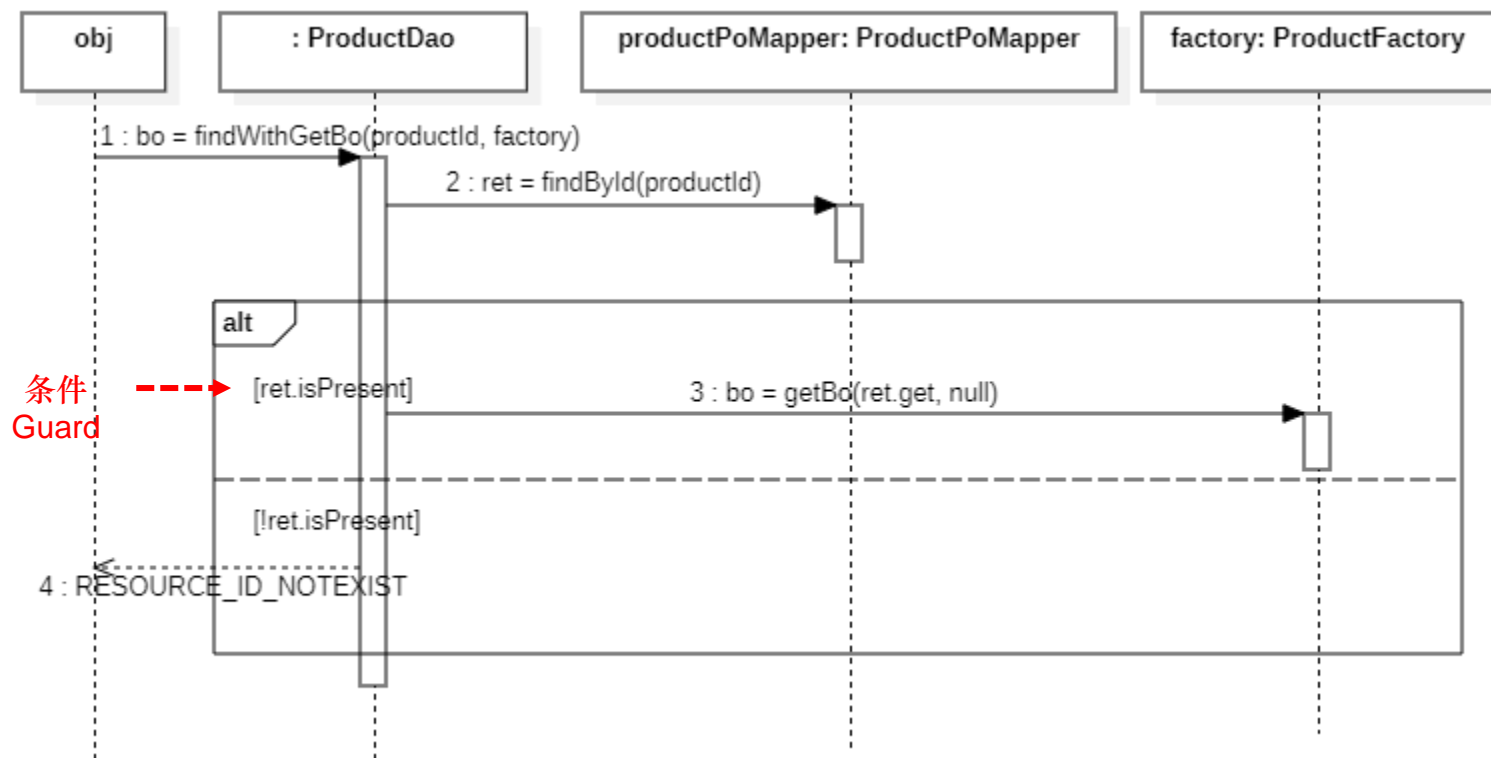 obj
: ProductDao
productPoMapper: ProductPoMapper
factory: ProductFactory
1 : bo = findWithGetBo(productId, factory)
2 : ret = findById(productId)
alt
条件
Guard
[ret.isPresent]
3 : bo = getBo(ret.get, null)
[!ret.isPresent]
4 : RESOURCE_ID_NOTEXIST